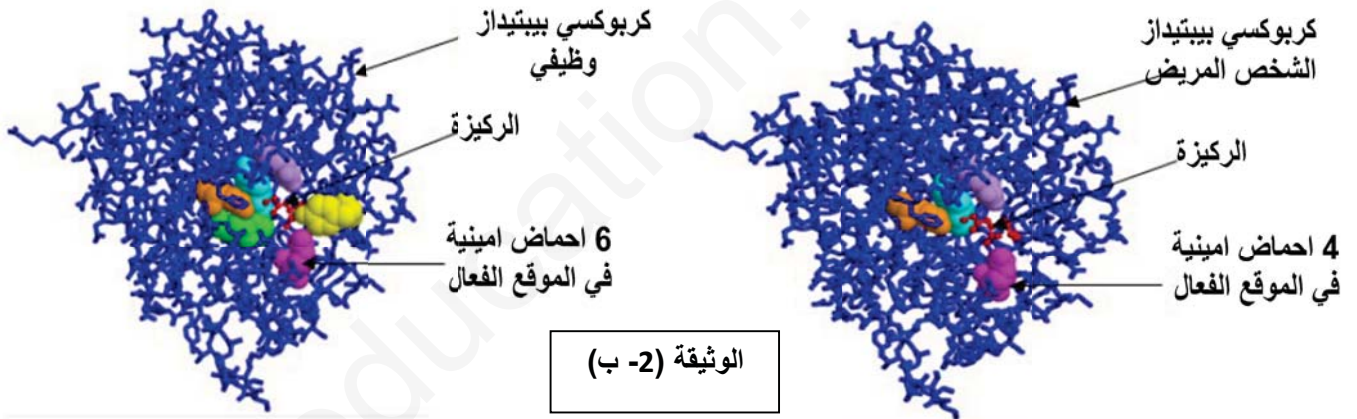 كربوكسي بيبتيداز
الشخص المريض
الركيزة
4 احماض امينية
في الموقع الفعال
كربوكسي بيبتيداز
وظيفي
الركيزة
6 احماض امينية
في الموقع الفعال
الوثيقة (2- ب)
education.